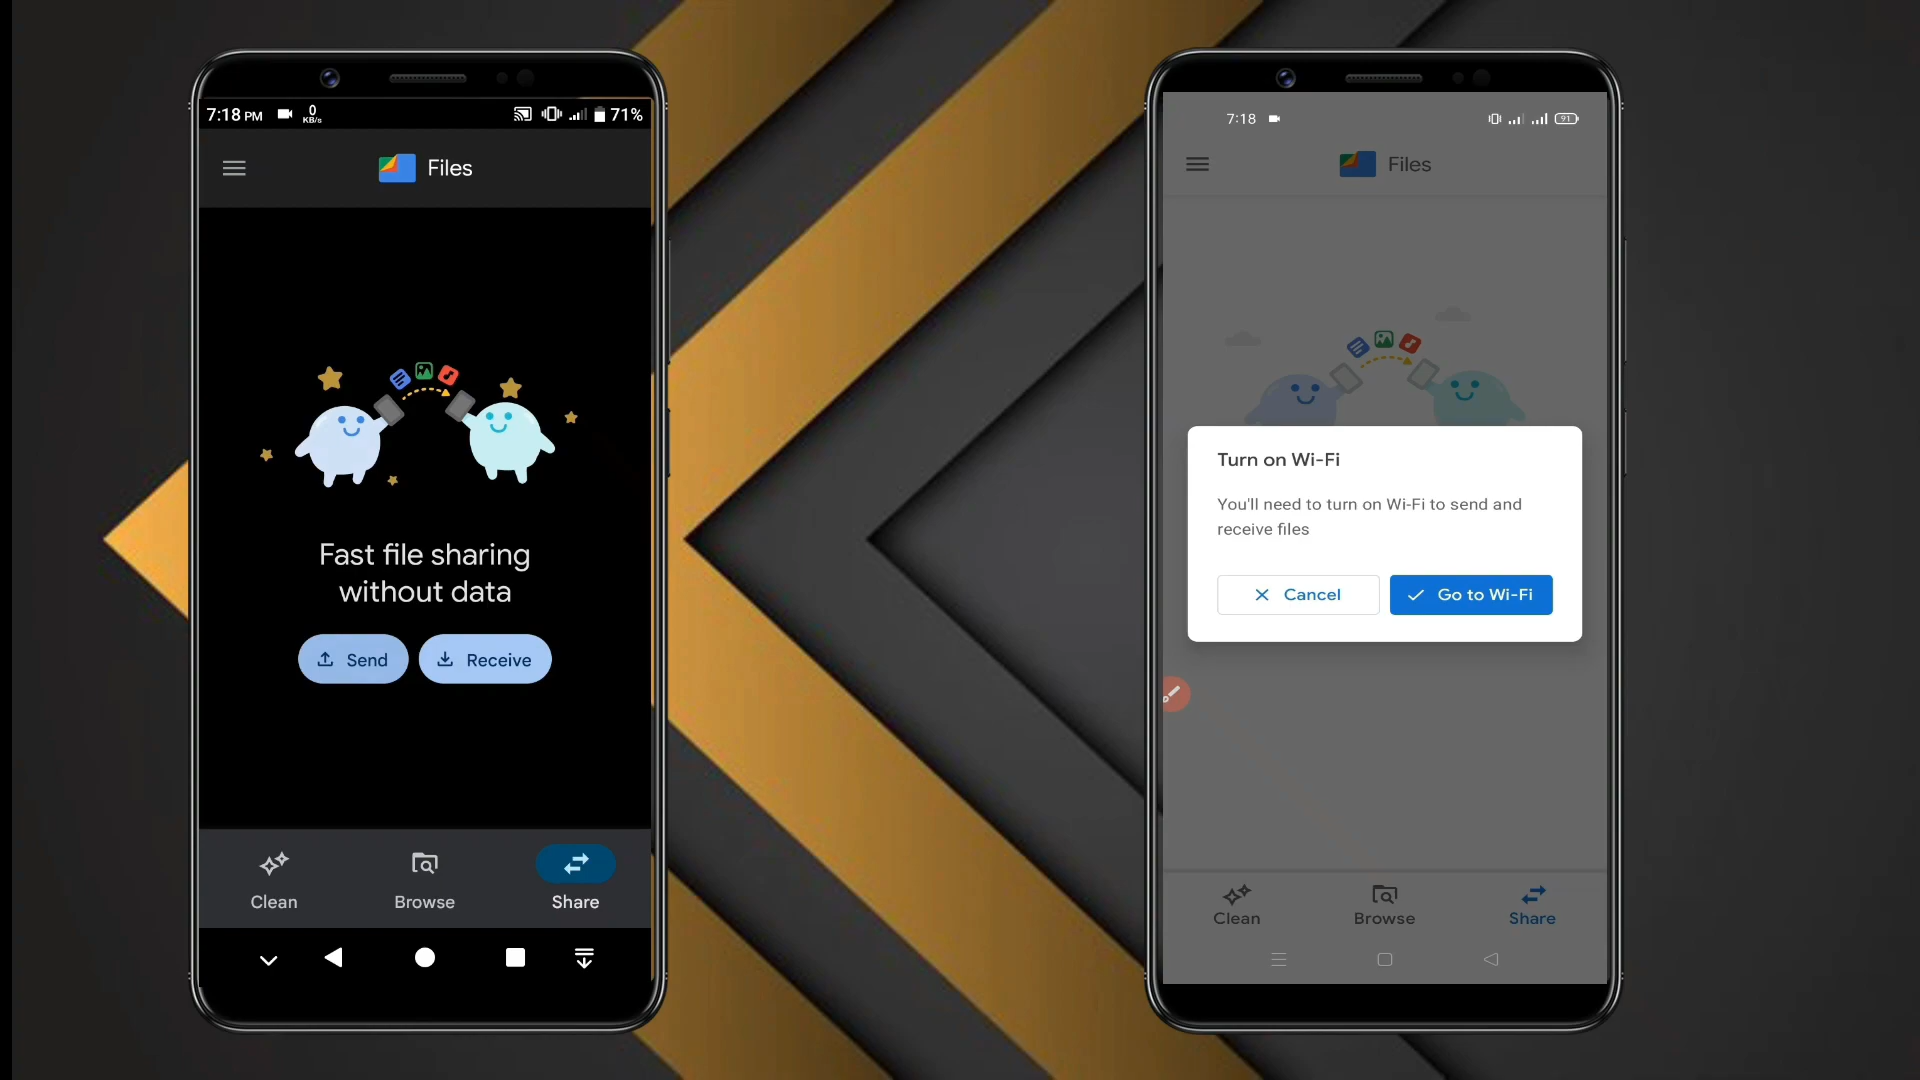 7:18 PM
0
KB/s
71%
Files
Fast file sharing
without data
Send
Receive
Clean
Browse
Share
7:18
91
Files
Turn on Wi-Fi
You'll need to turn on Wi-Fi to send and
receive files
Cancel
Go to Wi-Fi
Clean
Browse
Share